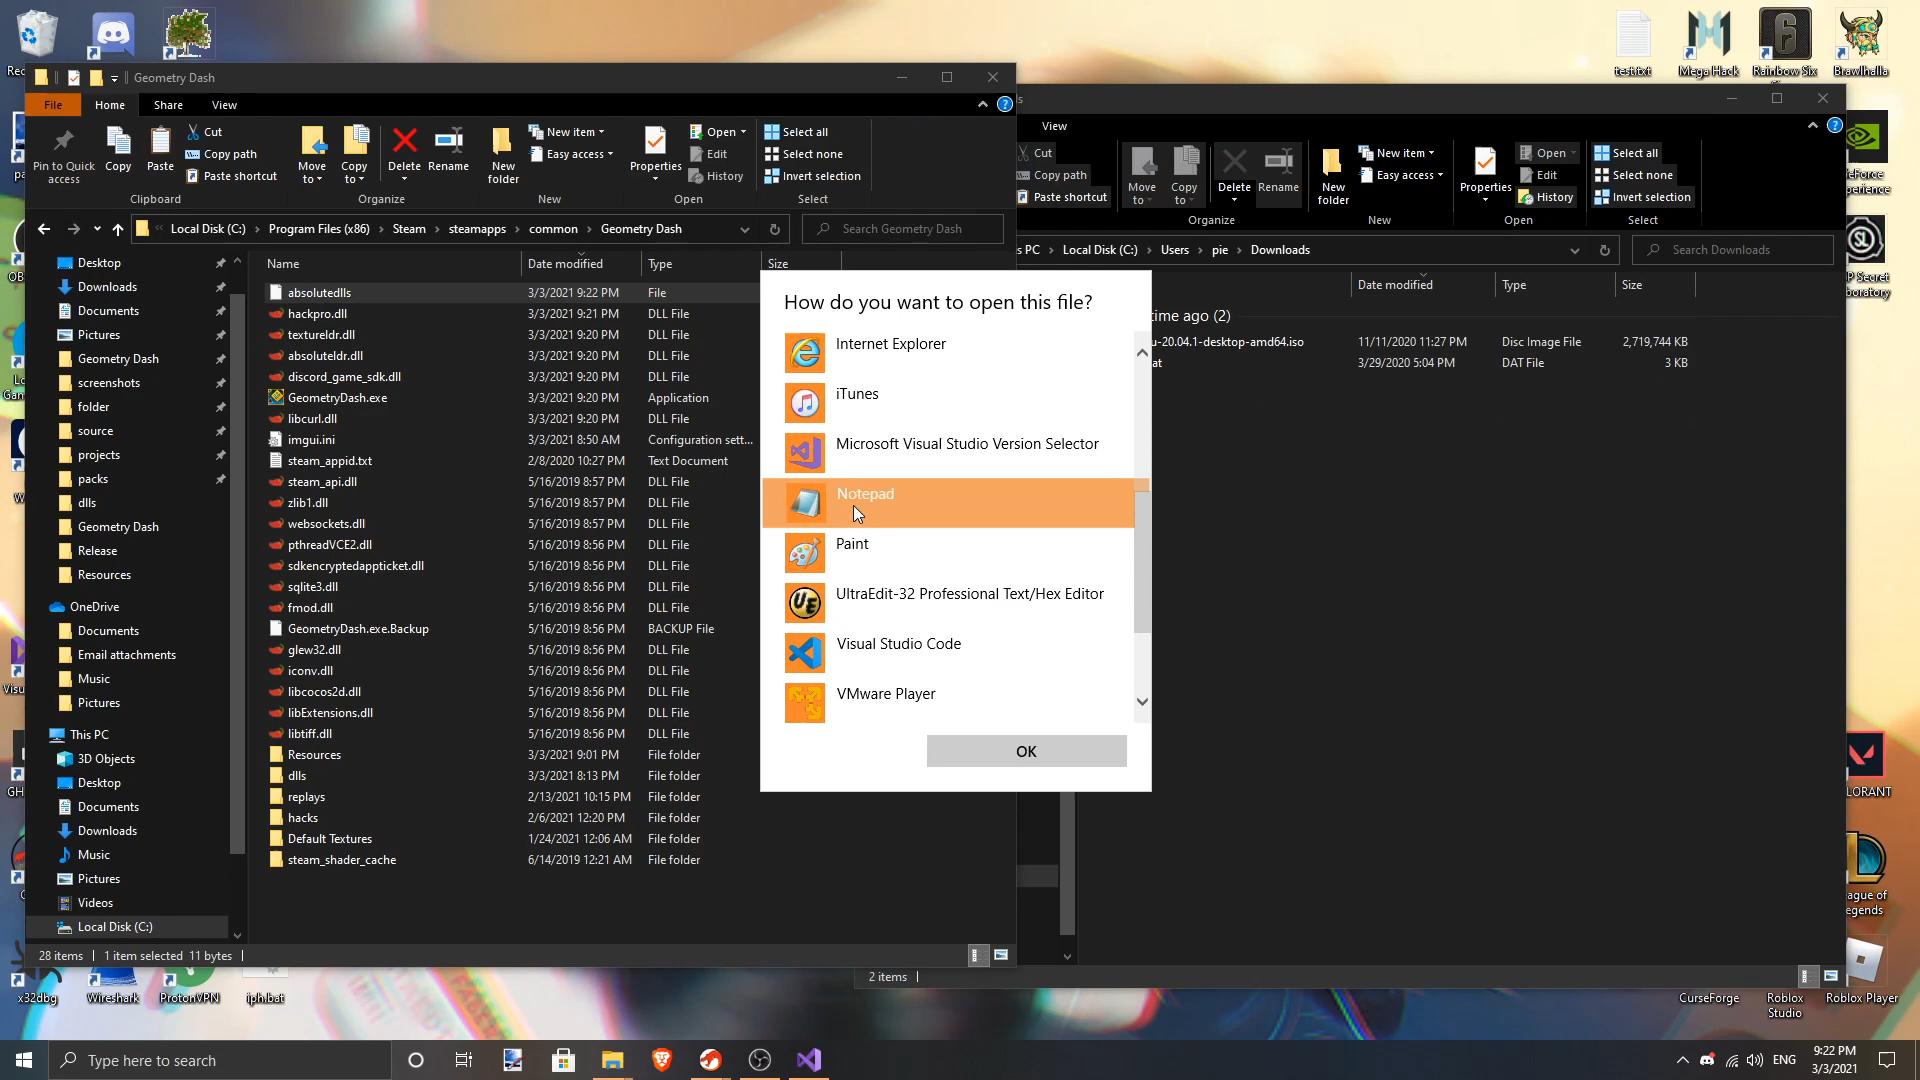 Geometry Dash
File
Home
Share
View
Pin to Quick
access
Copy
Paste
Cut
Copy path
Paste shortcut
Move
to
Copy
to
Delete
Rename
New
folder
New item
Easy access
Properties
Open
Edit
History
Select all
Select none
Invert selection
Clipboard
Organize
New
Open
Select
Local Disk (C:) › Program Files (x86) › Steam › steamapps › common › Geometry Dash
Search Geometry Dash
Desktop
Downloads
Documents
Pictures
Geometry Dash
screenshots
folder
source
projects
packs
dlls
Geometry Dash
Release
Resources
OneDrive
Documents
Email attachments
Music
Pictures
This PC
3D Objects
Desktop
Documents
Downloads
Music
Pictures
Videos
Local Disk (C:)
Name Date modified Type Size
absolutedlls 3/3/2021 9:22 PM File
hackpro.dll 3/3/2021 9:21 PM DLL File
textureldr.dll 3/3/2021 9:20 PM DLL File
absoluteldr.dll 3/3/2021 9:20 PM DLL File
discord_game_sdk.dll 3/3/2021 9:20 PM DLL File
GeometryDash.exe 3/3/2021 9:20 PM Application
libcurl.dll 3/3/2021 9:20 PM DLL File
imgui.ini 3/3/2021 8:50 AM Configuration sett...
steam_appid.txt 2/8/2020 10:27 PM Text Document
steam_api.dll 5/16/2019 8:57 PM DLL File
zlib1.dll 5/16/2019 8:57 PM DLL File
websockets.dll 5/16/2019 8:57 PM DLL File
pthreadVCE2.dll 5/16/2019 8:57 PM DLL File
sdkencryptedappticket.dll 5/16/2019 8:56 PM DLL File
sqlite3.dll 5/16/2019 8:56 PM DLL File
fmod.dll 5/16/2019 8:56 PM DLL File
GeometryDash.exe.Backup 5/16/2019 8:56 PM BACKUP File
glew32.dll 5/16/2019 8:56 PM DLL File
iconv.dll 5/16/2019 8:56 PM DLL File
libcocos2d.dll 5/16/2019 8:56 PM DLL File
libExtensions.dll 5/16/2019 8:56 PM DLL File
libtiff.dll 5/16/2019 8:56 PM DLL File
Resources 3/3/2021 9:01 PM File folder
dlls 3/3/2021 8:13 PM File folder
replays 2/13/2021 10:15 PM File folder
hacks 2/6/2021 12:20 PM File folder
Default Textures 1/24/2021 12:06 AM File folder
steam_shader_cache 6/14/2019 12:21 AM File folder
28 items 1 item selected 11 bytes
How do you want to open this file?
Internet Explorer
iTunes
Microsoft Visual Studio Version Selector
Notepad
Paint
UltraEdit-32 Professional Text/Hex Editor
Visual Studio Code
VMware Player
OK
View
Cut
Copy path
Paste shortcut
Move
to
Copy
to
Delete
Rename
New
folder
New item
Easy access
Properties
Open
Edit
History
Select all
Select none
Invert selection
Organize
New
Open
Select
s PC › Local Disk (C:) › Users › pie › Downloads
Search Downloads
Date modified Type Size
time ago (2)
u-20.04.1-desktop-amd64.iso 11/11/2020 11:27 PM Disc Image File 2,719,744 KB
at 3/29/2020 5:04 PM DAT File 3 KB
2 items
test.txt
Mega Hack
Rainbow Six
Brawlhalla
eForce
perience
P Secret
boratory
LORANT
ague of
egends
CurseForge
Roblox
Studio
Roblox Player
x32dbg
Wireshark
ProtonVPN
iph.bat
Type here to search
ENG
9:22 PM
3/3/2021